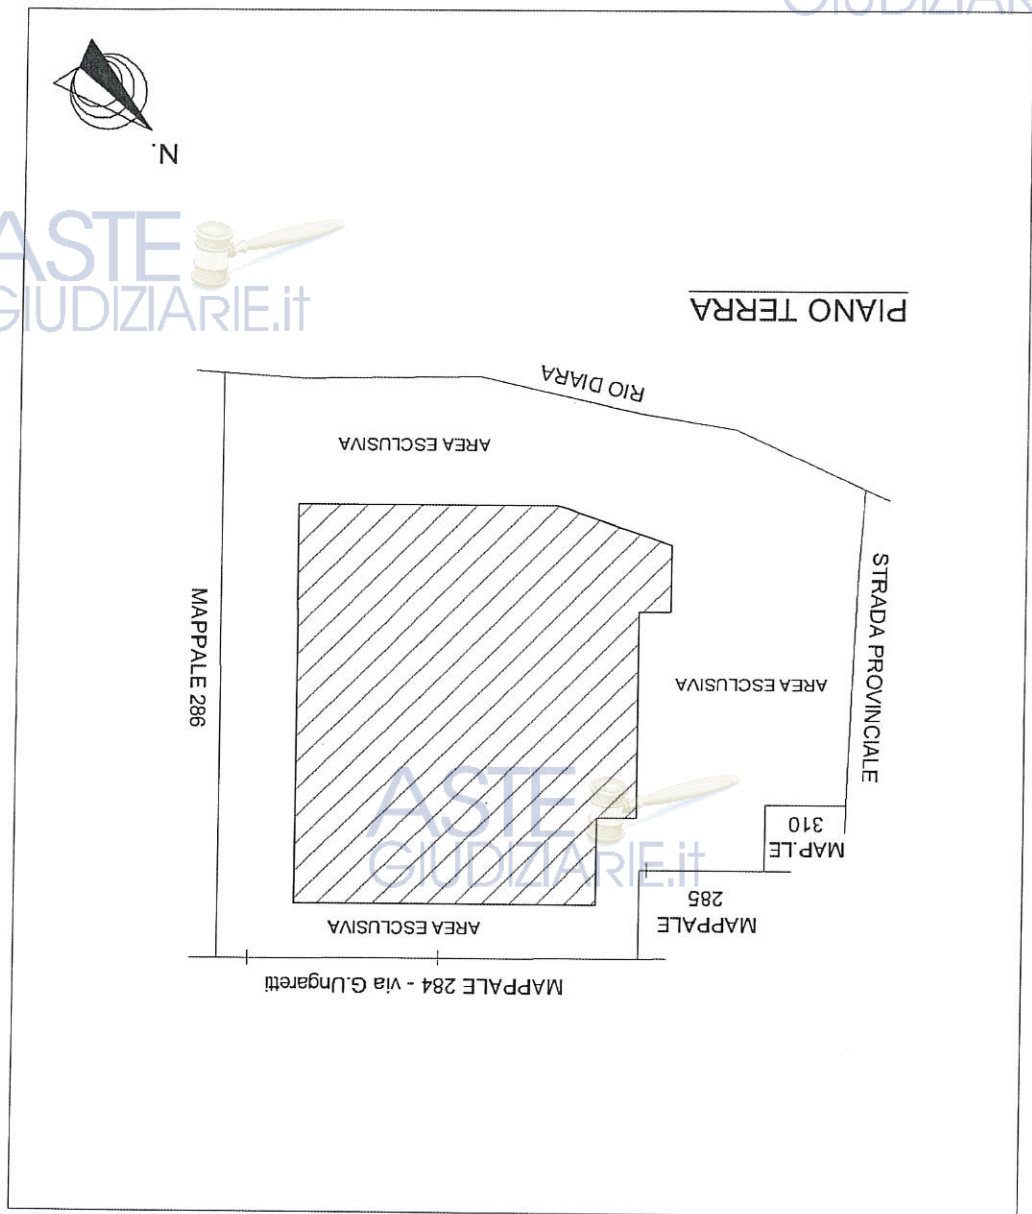 GIUDIZIARIE
N.
ASTE
GIUDIZIARIE.it
PIANO TERRA
RIO DIARA
AREA ESCLUSIVA
STRADA PROVINCIALE
MAPPALE 286
AREA ESCLUSIVA
ASTE
GIUDIZIARIE.it
MAP.LE
310
MAPPALE
285
AREA ESCLUSIVA
MAPPALE 284 - via G.Ungaretti